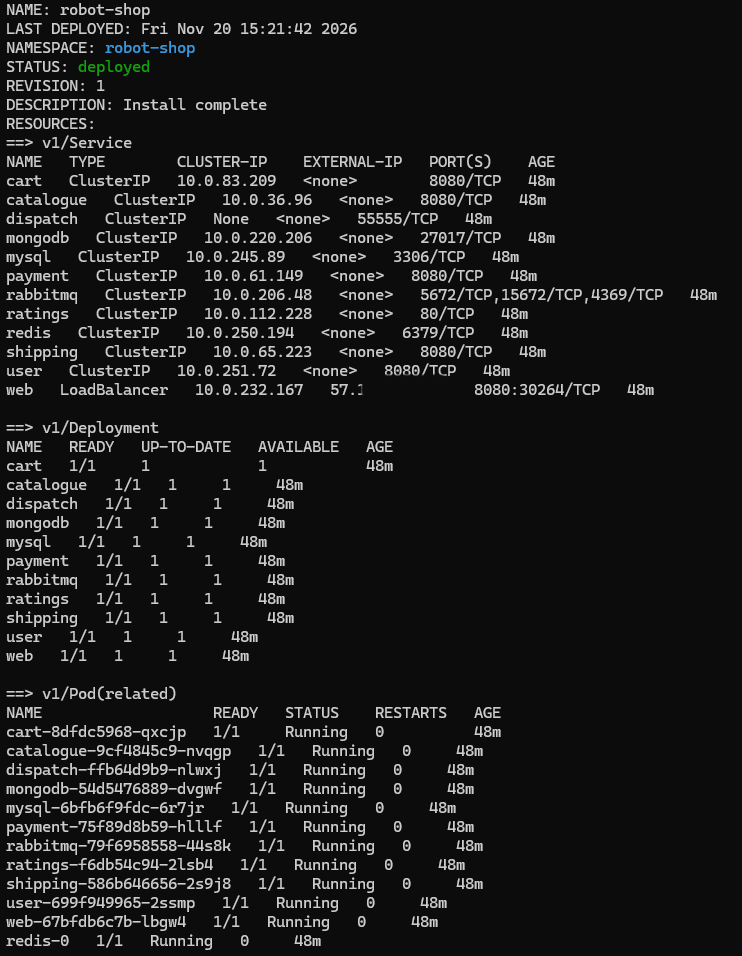 NAME: robot-shop
LAST DEPLOYED: Fri Nov 20 15:21:42 2026
NAMESPACE: robot-shop
STATUS: deployed
REVISION: 1
DESCRIPTION: Install complete
RESOURCES:
==> v1/Service
NAME   TYPE        CLUSTER-IP    EXTERNAL-IP   PORT(S)    AGE
cart   ClusterIP   10.0.83.209   <none>        8080/TCP   48m
catalogue   ClusterIP   10.0.36.96   <none>   8080/TCP   48m
dispatch   ClusterIP   None   <none>   55555/TCP   48m
mongodb   ClusterIP   10.0.220.206   <none>   27017/TCP   48m
mysql   ClusterIP   10.0.245.89   <none>   3306/TCP   48m
payment   ClusterIP   10.0.61.149   <none>   8080/TCP   48m
rabbitmq   ClusterIP   10.0.206.48   <none>   5672/TCP,15672/TCP,4369/TCP   48m
ratings   ClusterIP   10.0.112.228   <none>   80/TCP   48m
redis   ClusterIP   10.0.250.194   <none>   6379/TCP   48m
shipping   ClusterIP   10.0.65.223   <none>   8080/TCP   48m
user   ClusterIP   10.0.251.72   <none>   8080/TCP   48m
web   LoadBalancer   10.0.232.167   57.            8080:30264/TCP   48m

==> v1/Deployment
NAME   READY   UP-TO-DATE   AVAILABLE   AGE
cart   1/1     1            1           48m
catalogue   1/1   1     1     48m
dispatch   1/1   1     1     48m
mongodb   1/1   1     1     48m
mysql   1/1   1     1     48m
payment   1/1   1     1     48m
rabbitmq   1/1   1     1     48m
ratings   1/1   1     1     48m
shipping   1/1   1     1     48m
user   1/1   1     1     48m
web   1/1   1     1     48m

==> v1/Pod(related)
NAME                   READY   STATUS    RESTARTS   AGE
cart-8dfdc5968-qxcjp   1/1     Running   0          48m
catalogue-9cf4845c9-nvqgp   1/1   Running   0     48m
dispatch-ffb64d9b9-nlwxj   1/1   Running   0     48m
mongodb-54d5476889-dvgwf   1/1   Running   0     48m
mysql-6bfb6f9fdc-6r7jr   1/1   Running   0     48m
payment-75f89d8b59-hlllf   1/1   Running   0     48m
rabbitmq-79f6958558-44s8k   1/1   Running   0     48m
ratings-f6db54c94-2lsb4   1/1   Running   0     48m
shipping-586b646656-2s9j8   1/1   Running   0     48m
user-699f949965-2ssmp   1/1   Running   0     48m
web-67bfdb6c7b-lbgw4   1/1   Running   0     48m
redis-0   1/1   Running   0     48m